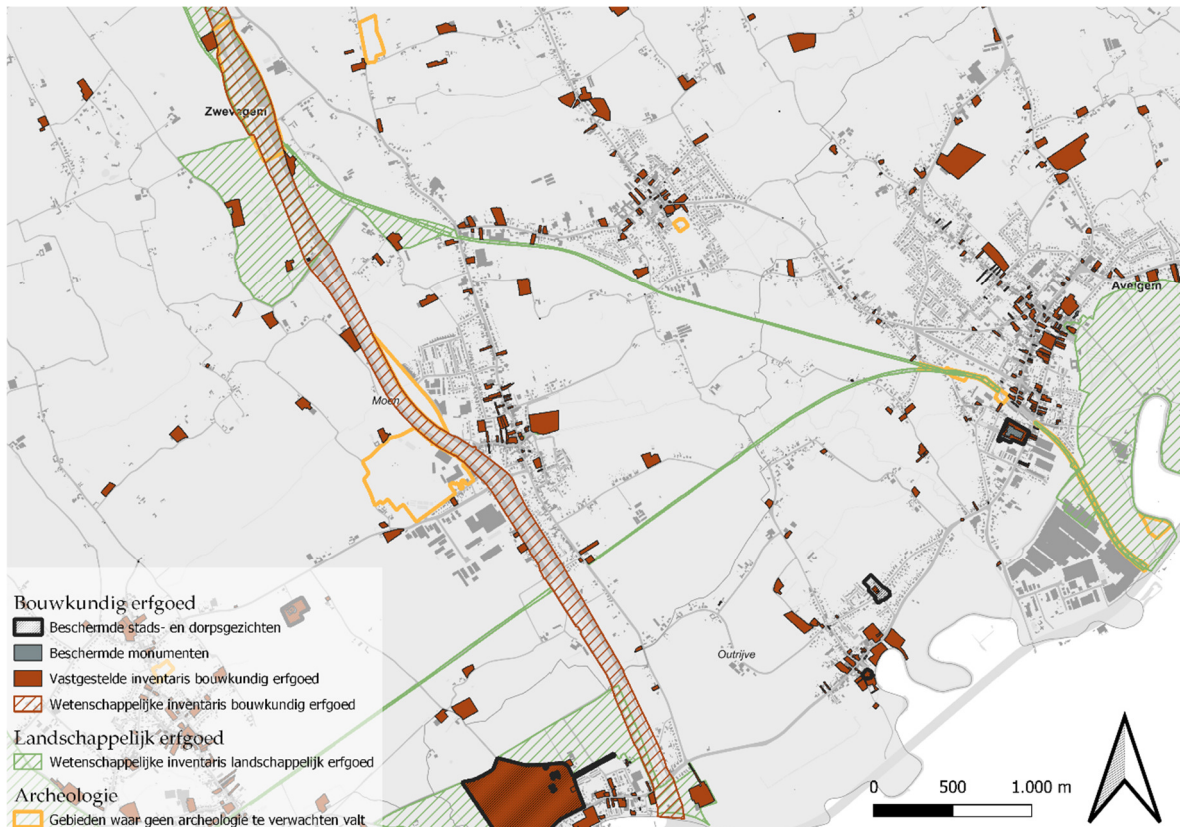 Zwevegem
Avelgem
Moen
Outrijve
Bouwkundig erfgoed
Beschermde stads- en dorpsgezichten
Beschermde monumenten
Vastgestelde inventaris bouwkundig erfgoed
Wetenschappelijke inventaris bouwkundig erfgoed
Landschappelijk erfgoed
Wetenschappelijke inventaris landschappelijk erfgoed
Archeologie
Gebieden waar geen archeologie te verwachten valt
0 500 1.000 m